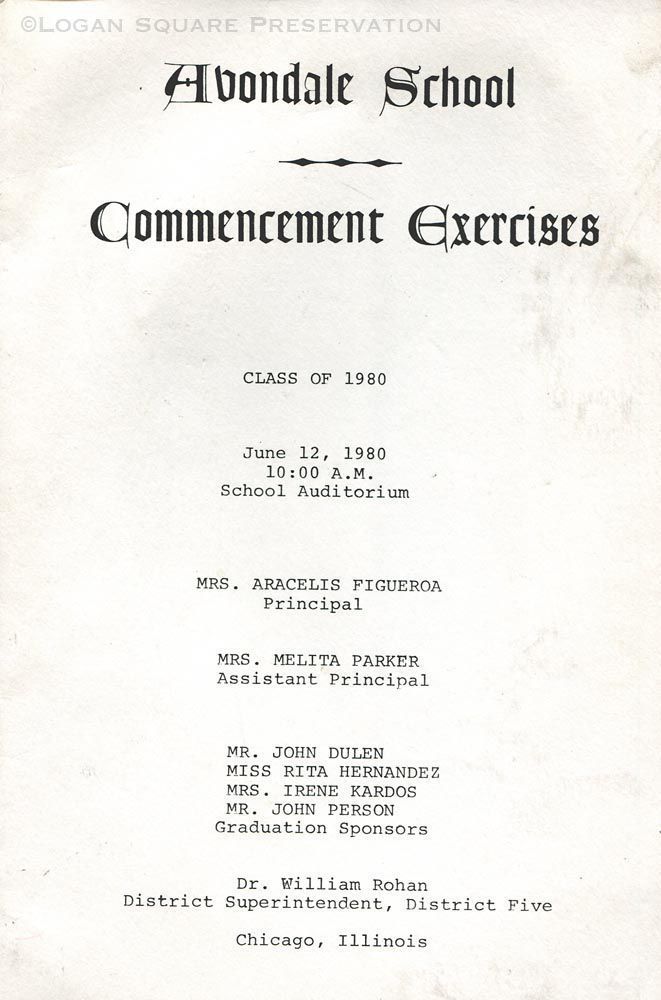 ©Logan Square Preservation
Avondale School
Commencement Exercises
CLASS OF 1980
June 12, 1980
10:00 A.M.
School Auditorium
MRS. ARACELIS FIGUEROA
Principal
MRS. MELITA PARKER
Assistant Principal
MR. JOHN DULEN
MISS RITA HERNANDEZ
MRS. IRENE KARDOS
MR. JOHN PERSON
Graduation Sponsors
Dr. William Rohan
District Superintendent, District Five
Chicago, Illinois